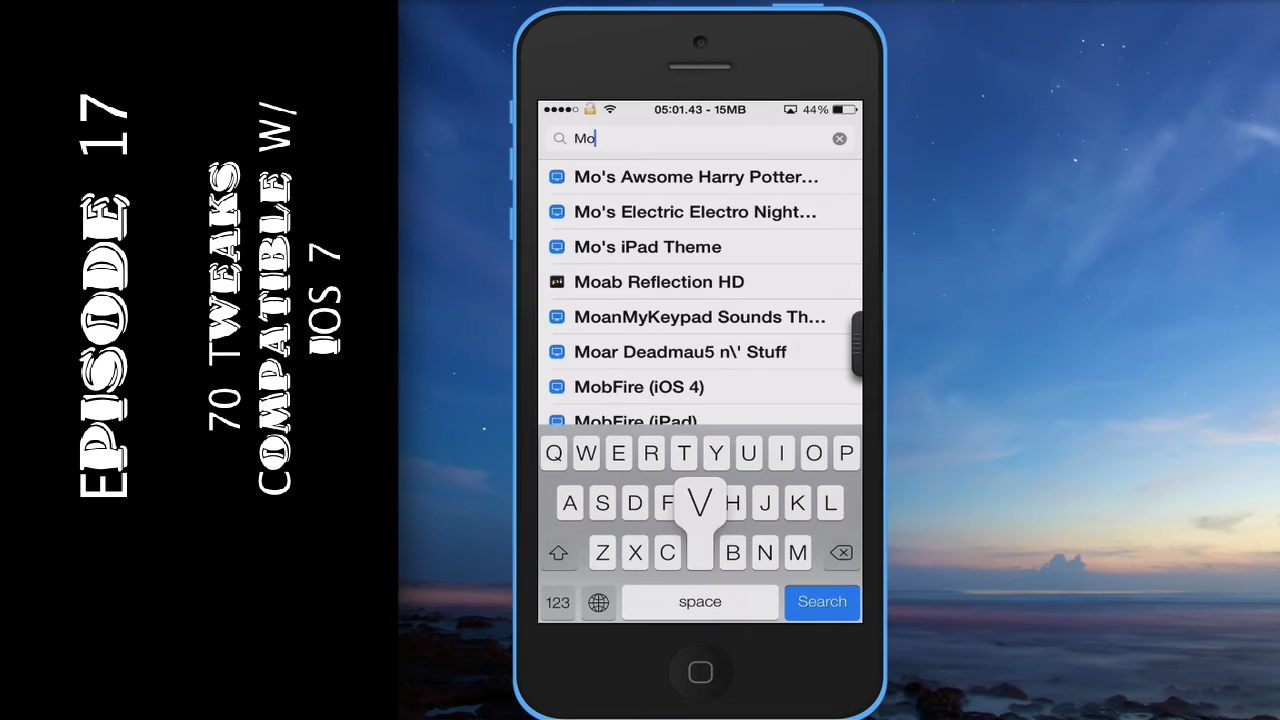 EPISODE 17
70 TWEAKS
COMPATIBLE W/
IOS 7
05:01.43 - 15MB
44%
Mo
Mo's Awsome Harry Potter...
Mo's Electric Electro Night...
Mo's iPad Theme
Moab Reflection HD
MoanMyKeypad Sounds Th...
Moar Deadmau5 n\' Stuff
MobFire (iOS 4)
MobFire (iPad)
Q W E R T Y U I O P
A S D F V H J K L
Z X C B N M
123 space Search